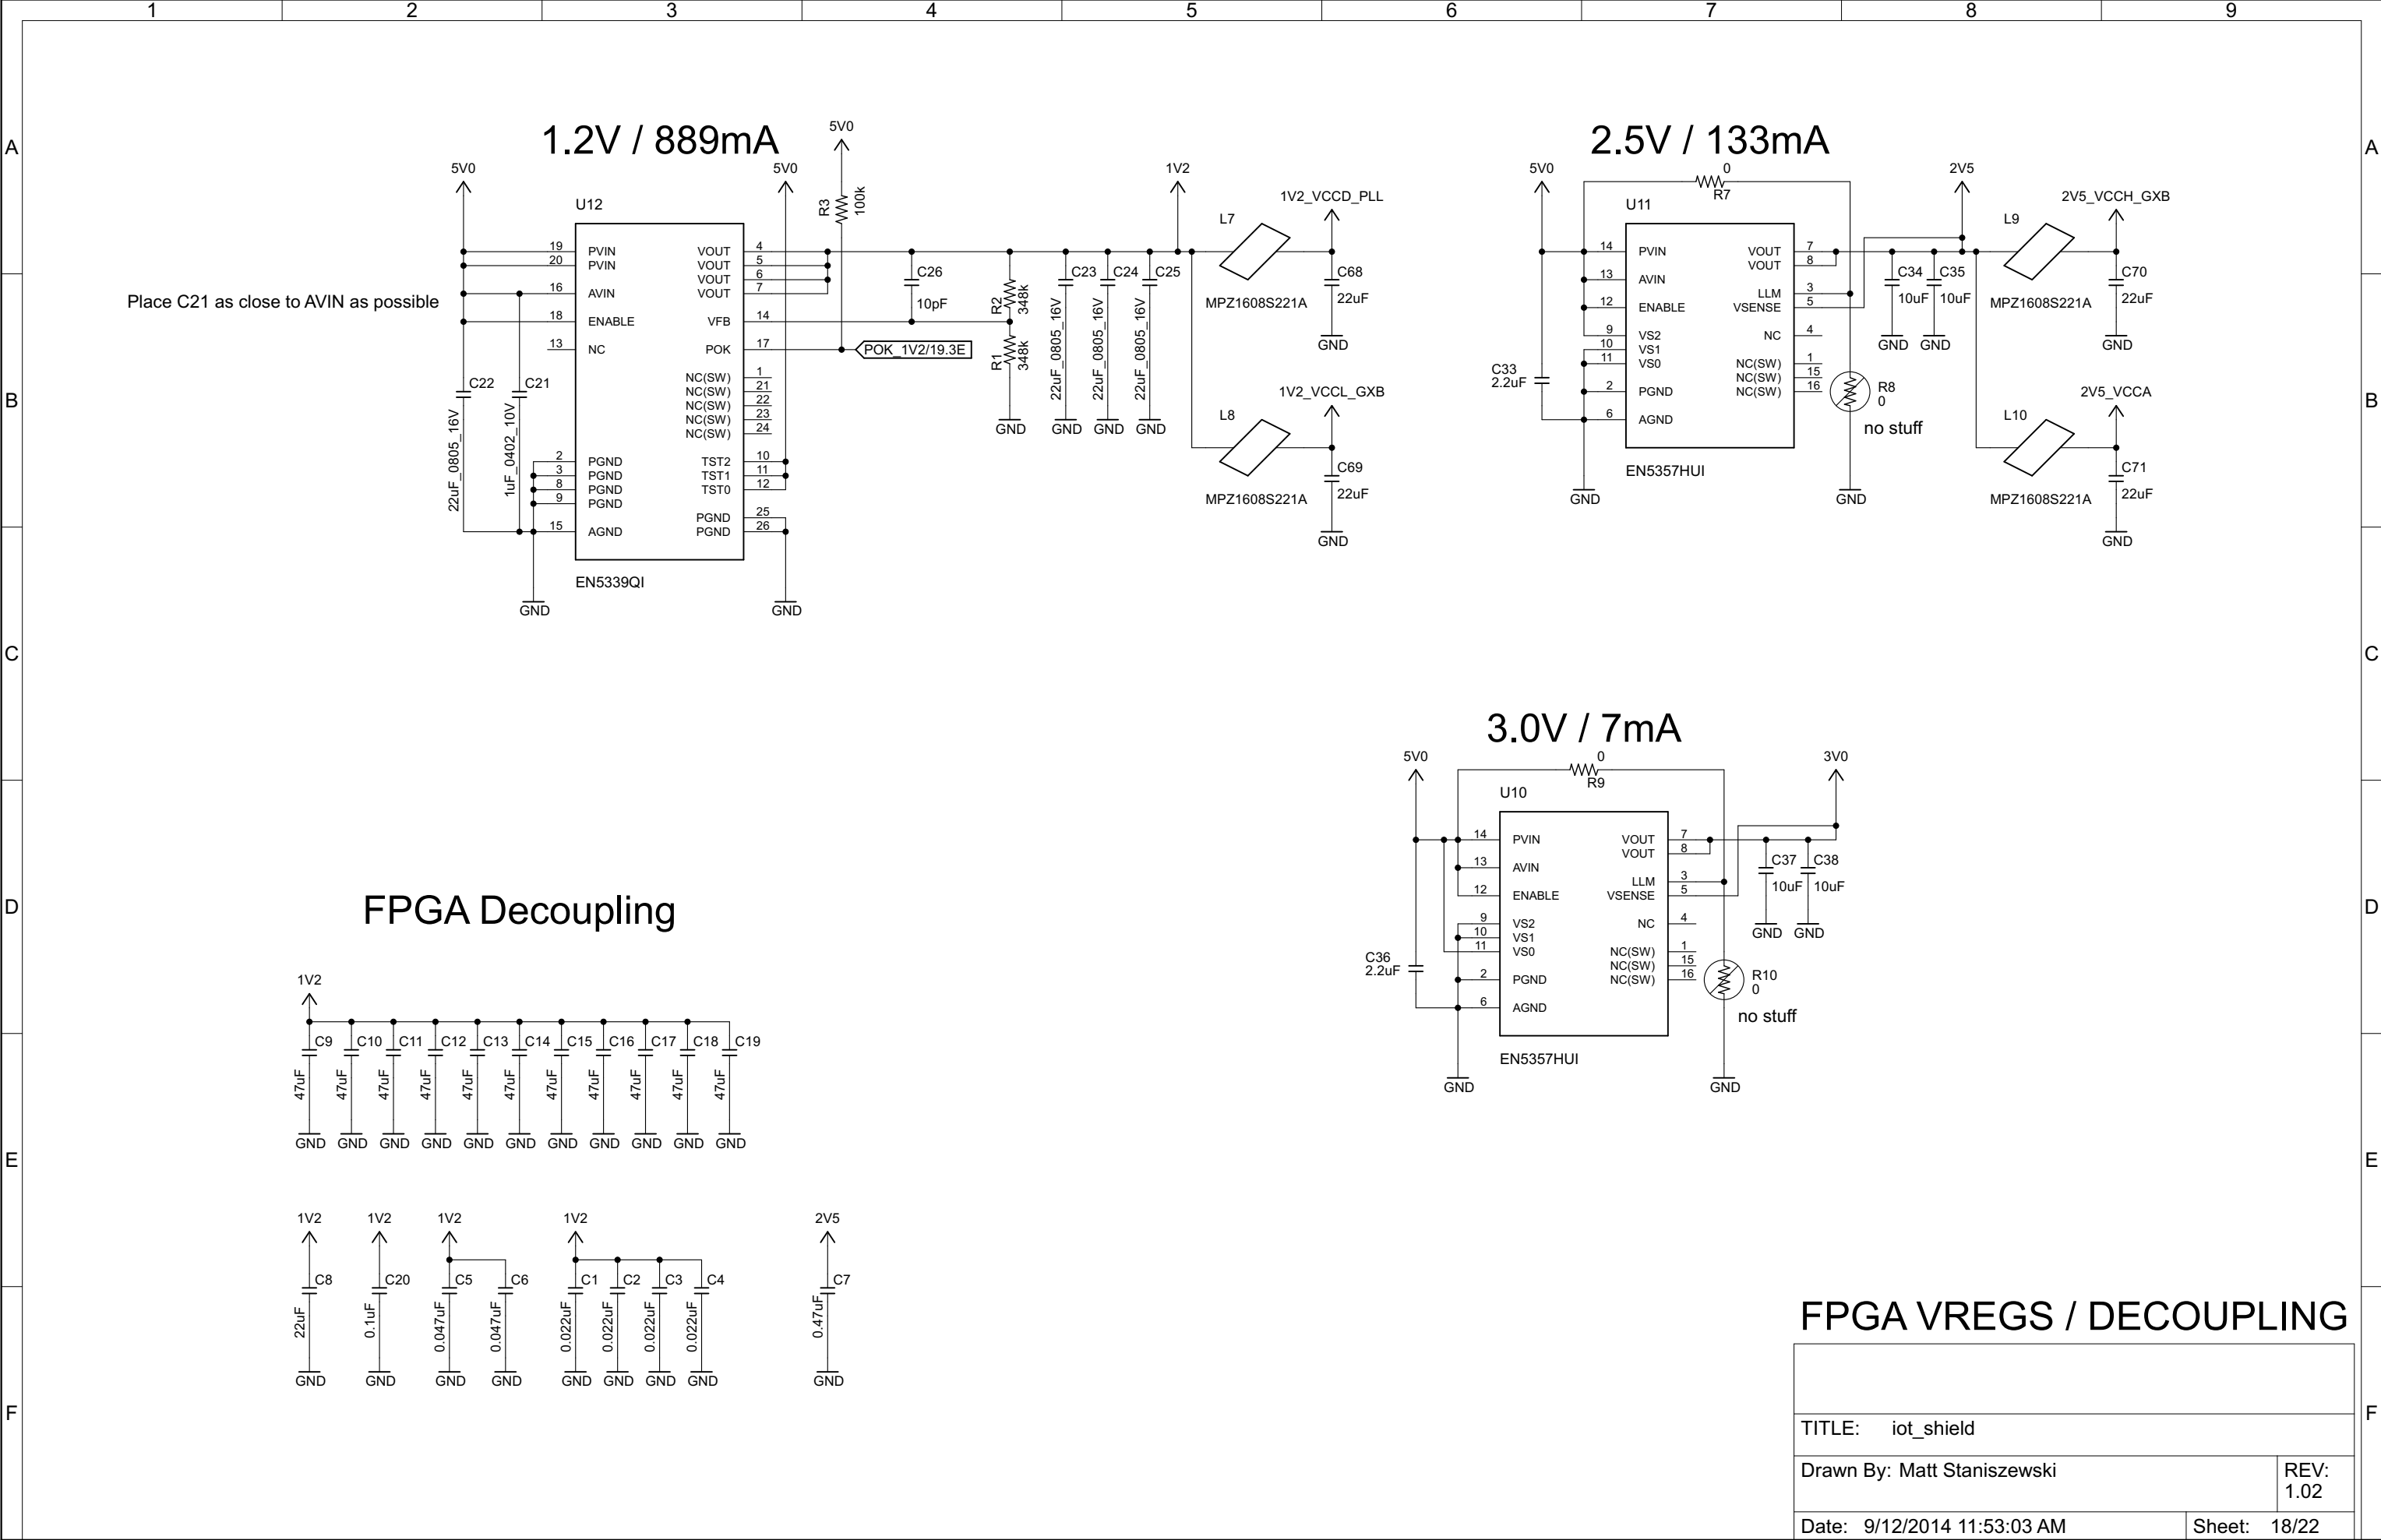 1 2 3 4 5 6 7 8 9
A A
B B
C C
D D
E E
F F
1.2V / 889mA
5V0
5V0
5V0
R3
100k
U12
19 PVIN
20 PVIN
16 AVIN
18 ENABLE
13 NC
2 PGND
3 PGND
8 PGND
9 PGND
15 AGND
VOUT 4
VOUT 5
VOUT 6
VOUT 7
VFB 14
POK 17
NC(SW) 1
NC(SW) 21
NC(SW) 22
NC(SW) 23
NC(SW) 24
TST2 10
TST1 11
TST0 12
PGND 25
PGND 26
EN5339QI
GND
GND
Place C21 as close to AVIN as possible
C22
22uF_0805_16V
C21
1uF_0402_10V
POK_1V2/19.3E
C26
10pF
R2
348k
R1
348k
GND
C23
22uF_0805_16V
GND
C24
22uF_0805_16V
GND
C25
22uF_0805_16V
GND
1V2
L7
MPZ1608S221A
1V2_VCCD_PLL
C68
22uF
GND
L8
MPZ1608S221A
1V2_VCCL_GXB
C69
22uF
GND
2.5V / 133mA
5V0
0
R7
U11
14 PVIN
13 AVIN
12 ENABLE
9 VS2
10 VS1
11 VS0
2 PGND
6 AGND
VOUT 7
VOUT 8
LLM 3
VSENSE 5
NC 4
NC(SW) 1
NC(SW) 15
NC(SW) 16
EN5357HUI
C33
2.2uF
GND
R8
0
no stuff
GND
2V5
C34
10uF
GND
C35
10uF
GND
L9
MPZ1608S221A
2V5_VCCH_GXB
C70
22uF
GND
L10
MPZ1608S221A
2V5_VCCA
C71
22uF
GND
3.0V / 7mA
5V0
0
R9
3V0
U10
14 PVIN
13 AVIN
12 ENABLE
9 VS2
10 VS1
11 VS0
2 PGND
6 AGND
VOUT 7
VOUT 8
LLM 3
VSENSE 5
NC 4
NC(SW) 1
NC(SW) 15
NC(SW) 16
EN5357HUI
C36
2.2uF
GND
R10
0
no stuff
GND
C37
10uF
GND
C38
10uF
GND
FPGA Decoupling
1V2
C9 C10 C11 C12 C13 C14 C15 C16 C17 C18 C19
47uF 47uF 47uF 47uF 47uF 47uF 47uF 47uF 47uF 47uF 47uF
GND GND GND GND GND GND GND GND GND GND GND
1V2 1V2 1V2 1V2 2V5
C8 C20 C5 C6 C1 C2 C3 C4 C7
22uF 0.1uF 0.047uF 0.047uF 0.022uF 0.022uF 0.022uF 0.022uF 0.47uF
GND GND GND GND GND GND GND GND GND
FPGA VREGS / DECOUPLING
TITLE: iot_shield
Drawn By: Matt Staniszewski
REV:
1.02
Date: 9/12/2014 11:53:03 AM
Sheet: 18/22